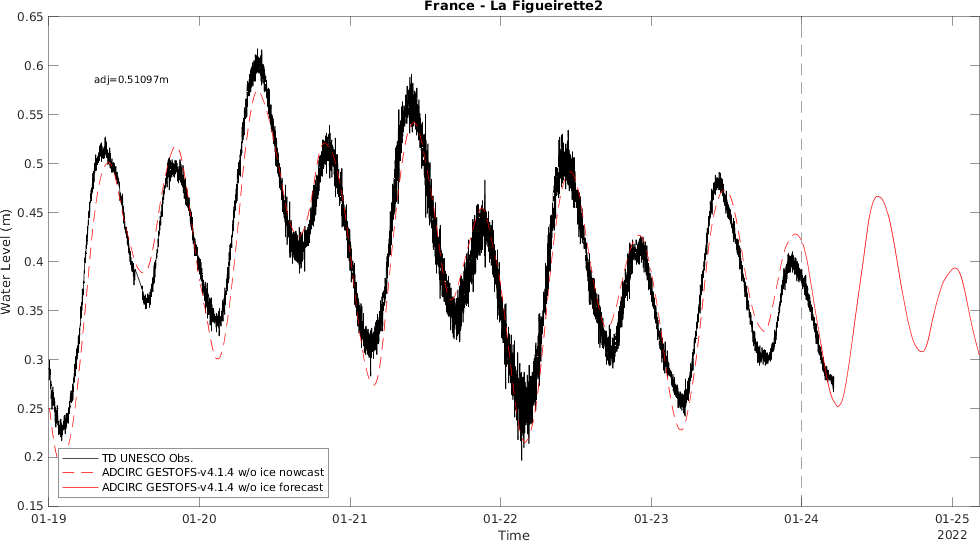 France - La Figueirette2
0.65
0.6
adj=0.51097m
0.55
0.5
0.45
0.4
0.35
0.3
0.25
0.2
0.15
Water Level (m)
TD UNESCO Obs.
ADCIRC GESTOFS-v4.1.4 w/o ice nowcast
ADCIRC GESTOFS-v4.1.4 w/o ice forecast
01-19 01-20 01-21 01-22 01-23 01-24 01-25
Time
2022